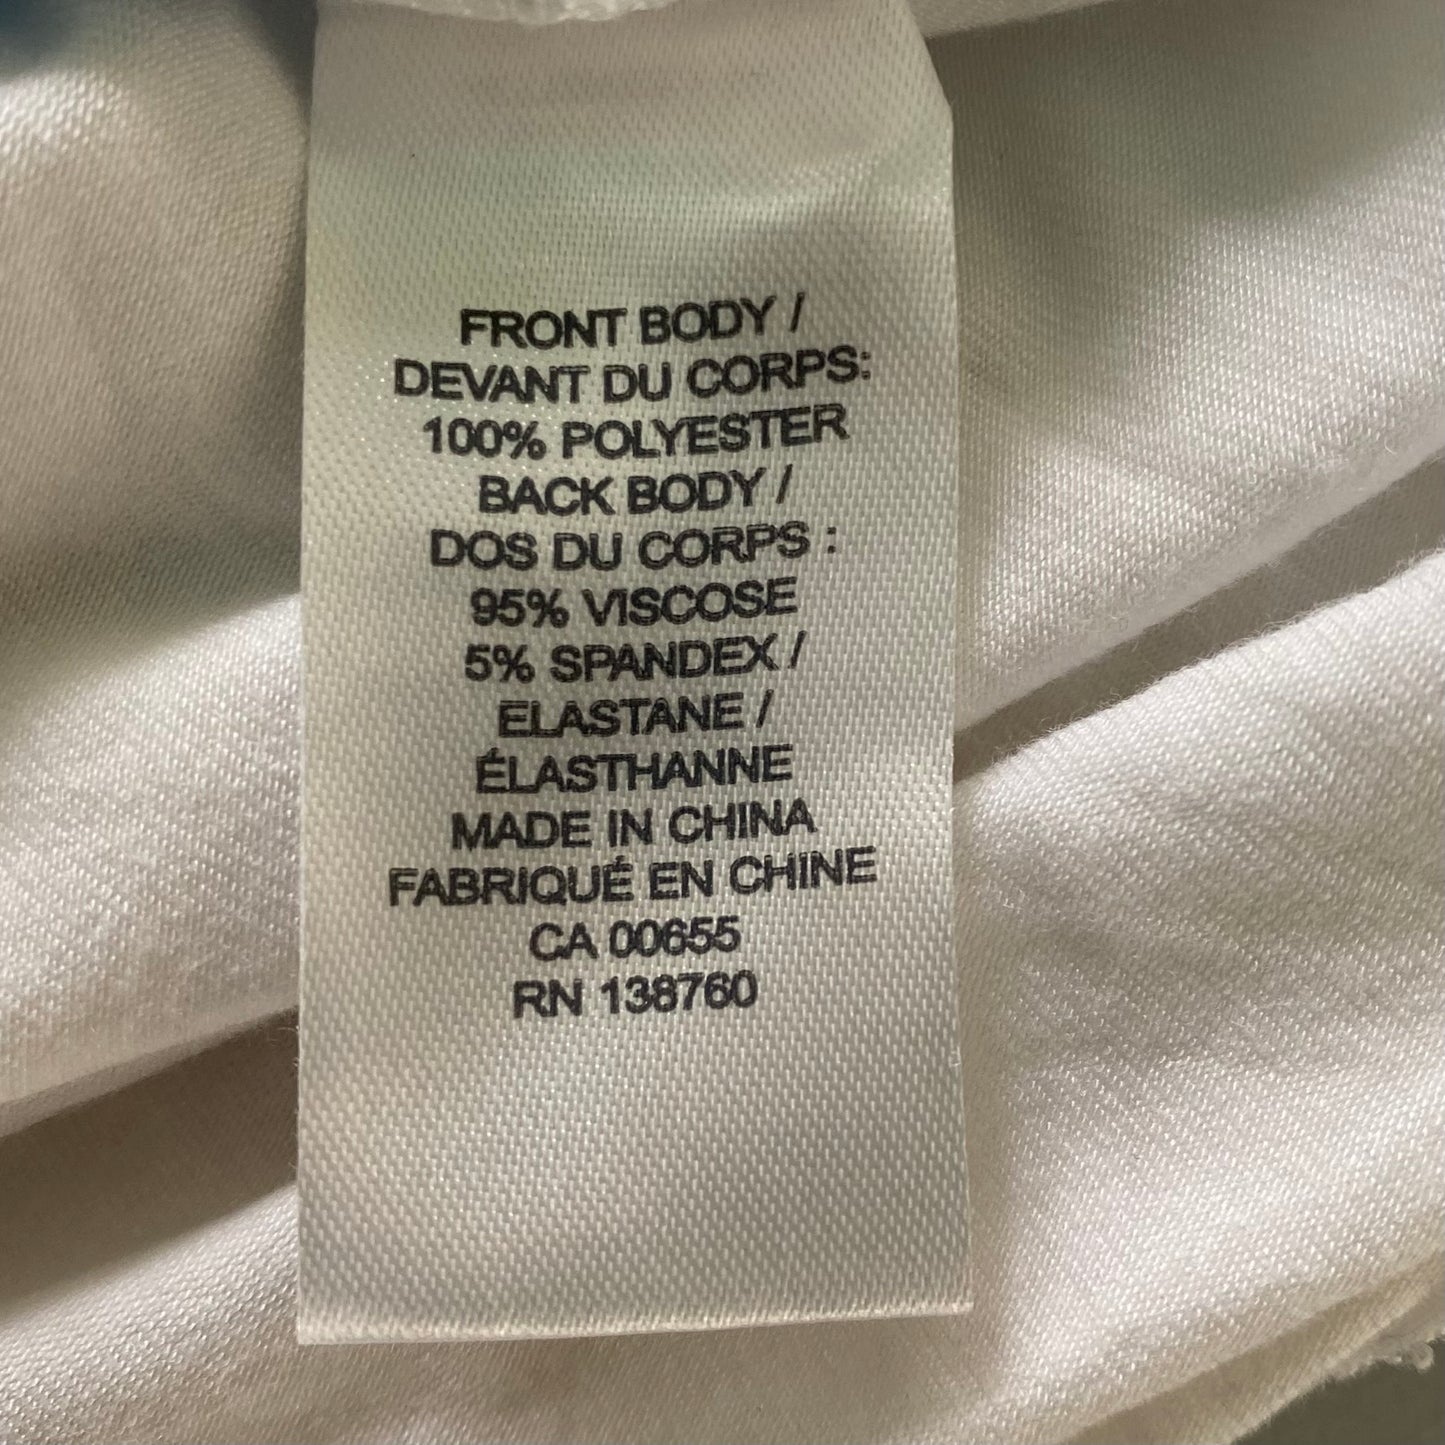 FRONT BODY /
DEVANT DU CORPS:
100% POLYESTER
BACK BODY /
DOS DU CORPS :
95% VISCOSE
5% SPANDEX /
ELASTANE /
ÉLASTHANNE
MADE IN CHINA
FABRIQUÉ EN CHINE
CA 00655
RN 138760